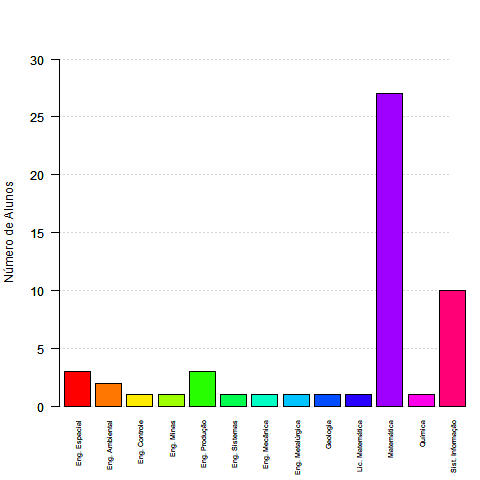 30
25
20
15
10
5
0
Número de Alunos
Eng. Espacial
Eng. Ambiental
Eng. Controle
Eng. Minas
Eng. Produção
Eng. Sistemas
Eng. Mecânica
Eng. Metalúrgica
Geologia
Lic. Matemática
Matemática
Química
Sist. Informação